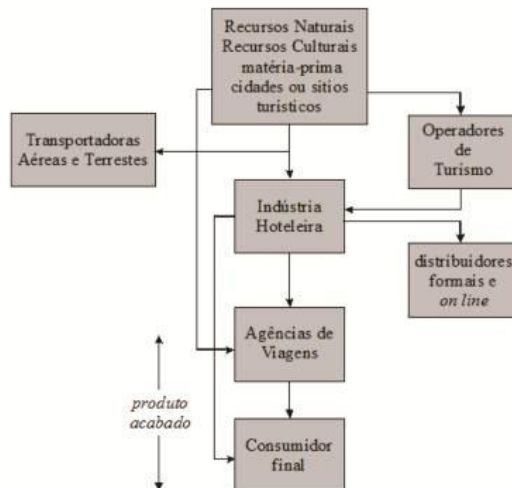 Recursos Naturais
Recursos Culturais
matéria-prima
cidades ou sítios
turísticos
Transportadoras
Aéreas e Terrestes
Operadores
de
Turismo
Indústria
Hoteleira
distribuidores
formais e
on line
Agências de
Viagens
produto
acabado
Consumidor
final